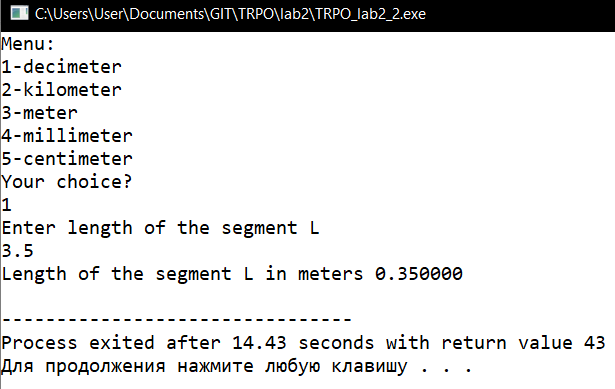 C:\Users\User\Documents\GIT\TRPO\lab2\TRPO_lab2_2.exe
Menu:
1-decimeter
2-kilometer
3-meter
4-millimeter
5-centimeter
Your choice?
1
Enter length of the segment L
3.5
Length of the segment L in meters 0.350000
--------------------------------
Process exited after 14.43 seconds with return value 43
Для продолжения нажмите любую клавишу . . .